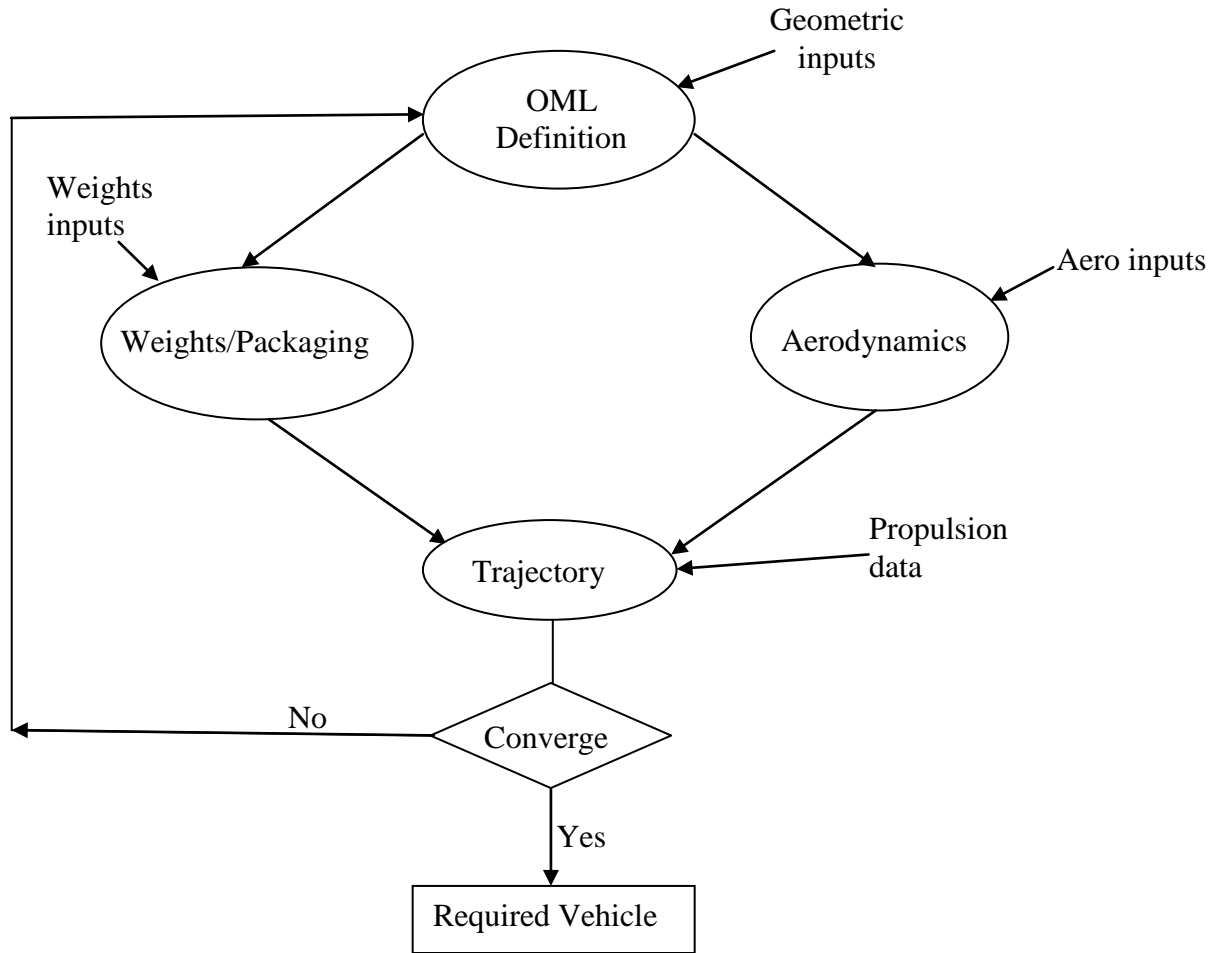 Geometric
inputs
OML
Definition
Weights
inputs
Aero inputs
Weights/Packaging
Aerodynamics
Propulsion
data
Trajectory
No
Converge
Yes
Required Vehicle